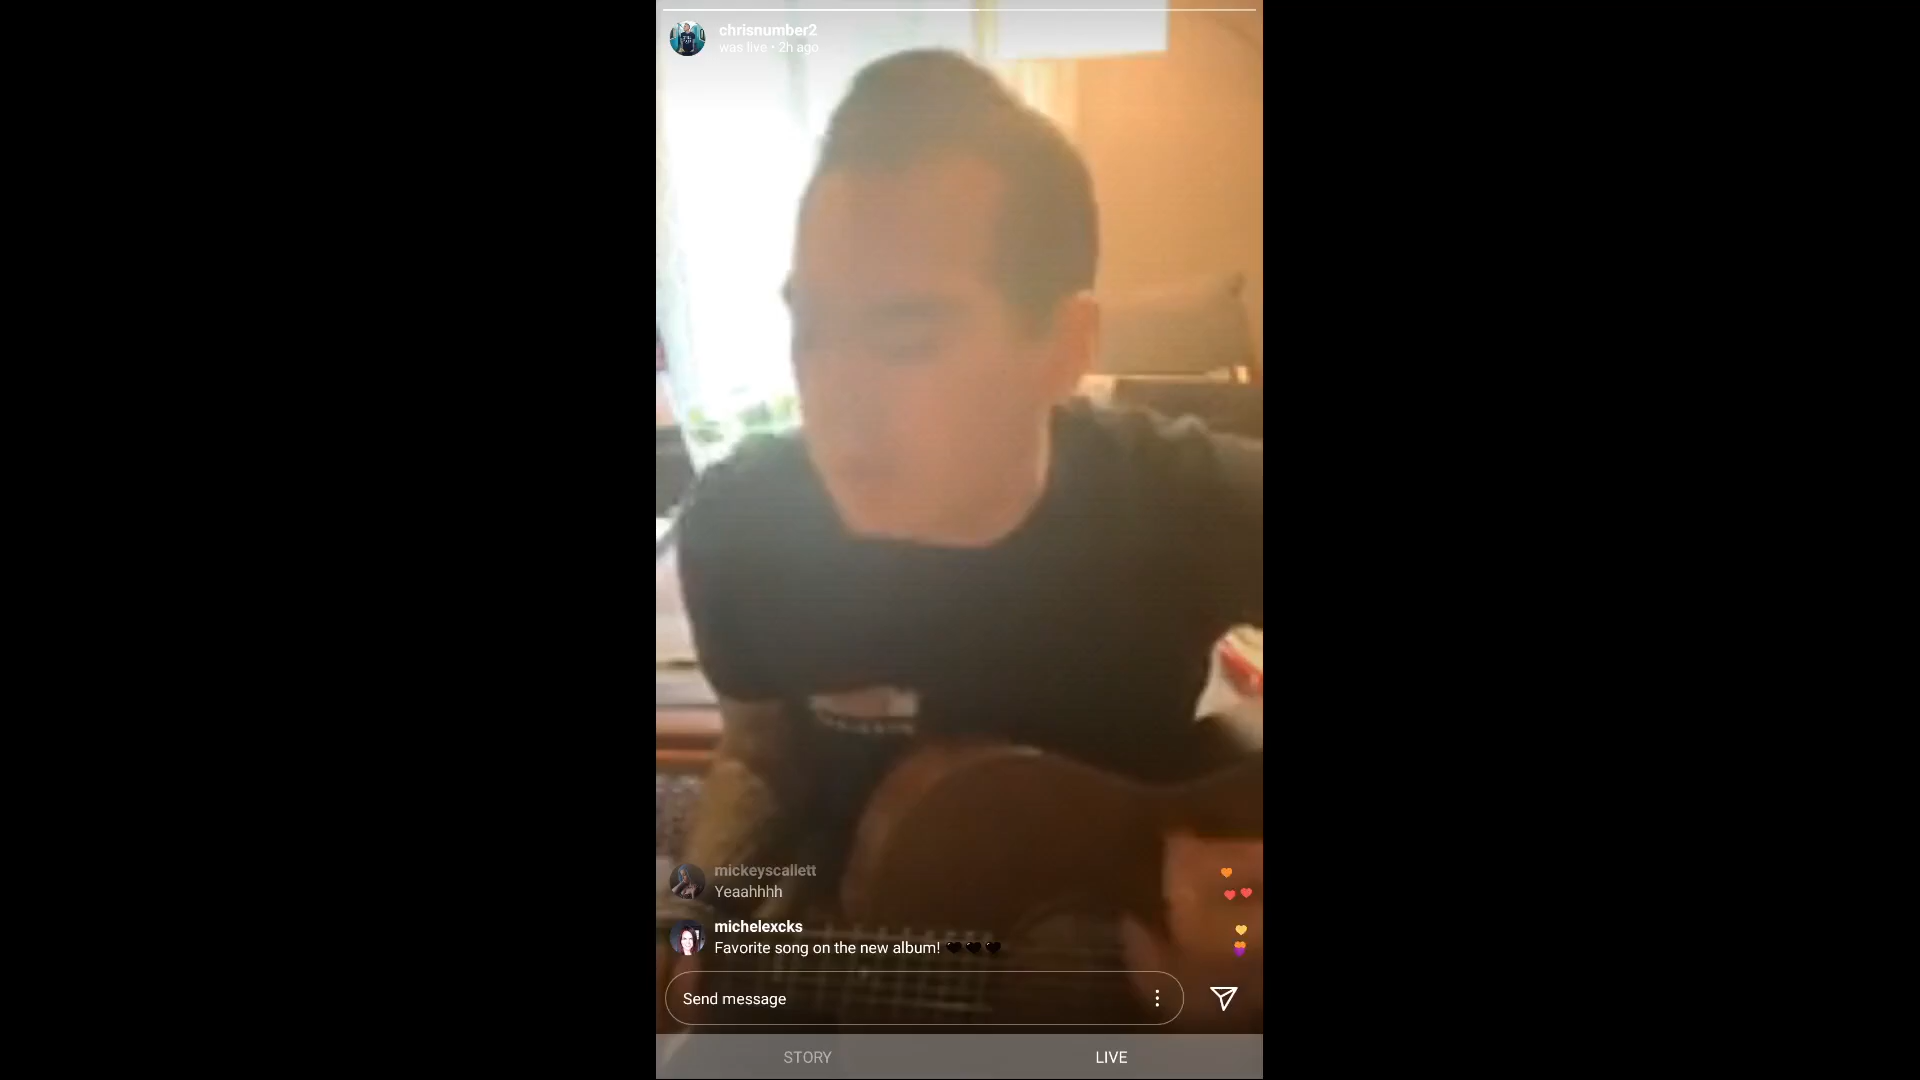 chrisnumber2
was live • 2h ago
mickeyscallett
Yeaahhhh
michelexcks
Favorite song on the new album! 🖤🖤🖤
Send message
STORY
LIVE